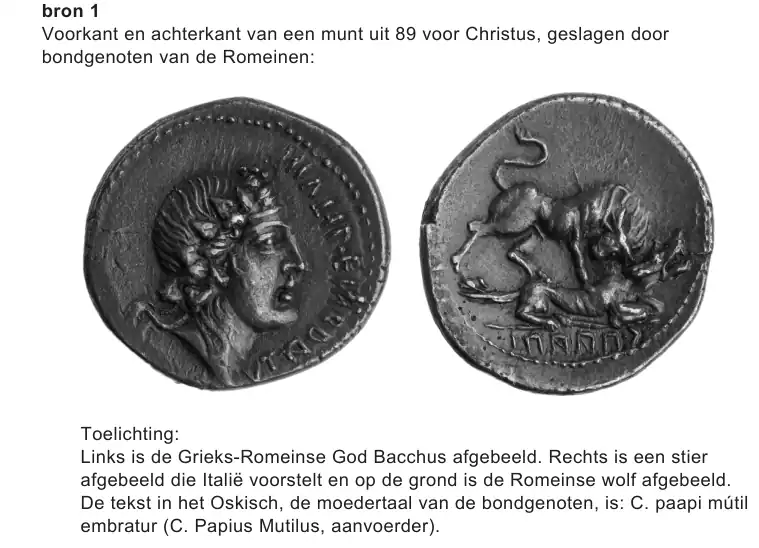 bron 1
Voorkant en achterkant van een munt uit 89 voor Christus, geslagen door
bondgenoten van de Romeinen:
Toelichting:
Links is de Grieks-Romeinse God Bacchus afgebeeld. Rechts is een stier
afgebeeld die Italië voorstelt en op de grond is de Romeinse wolf afgebeeld.
De tekst in het Oskisch, de moedertaal van de bondgenoten, is: C. paapi mútil
embratur (C. Papius Mutilus, aanvoerder).